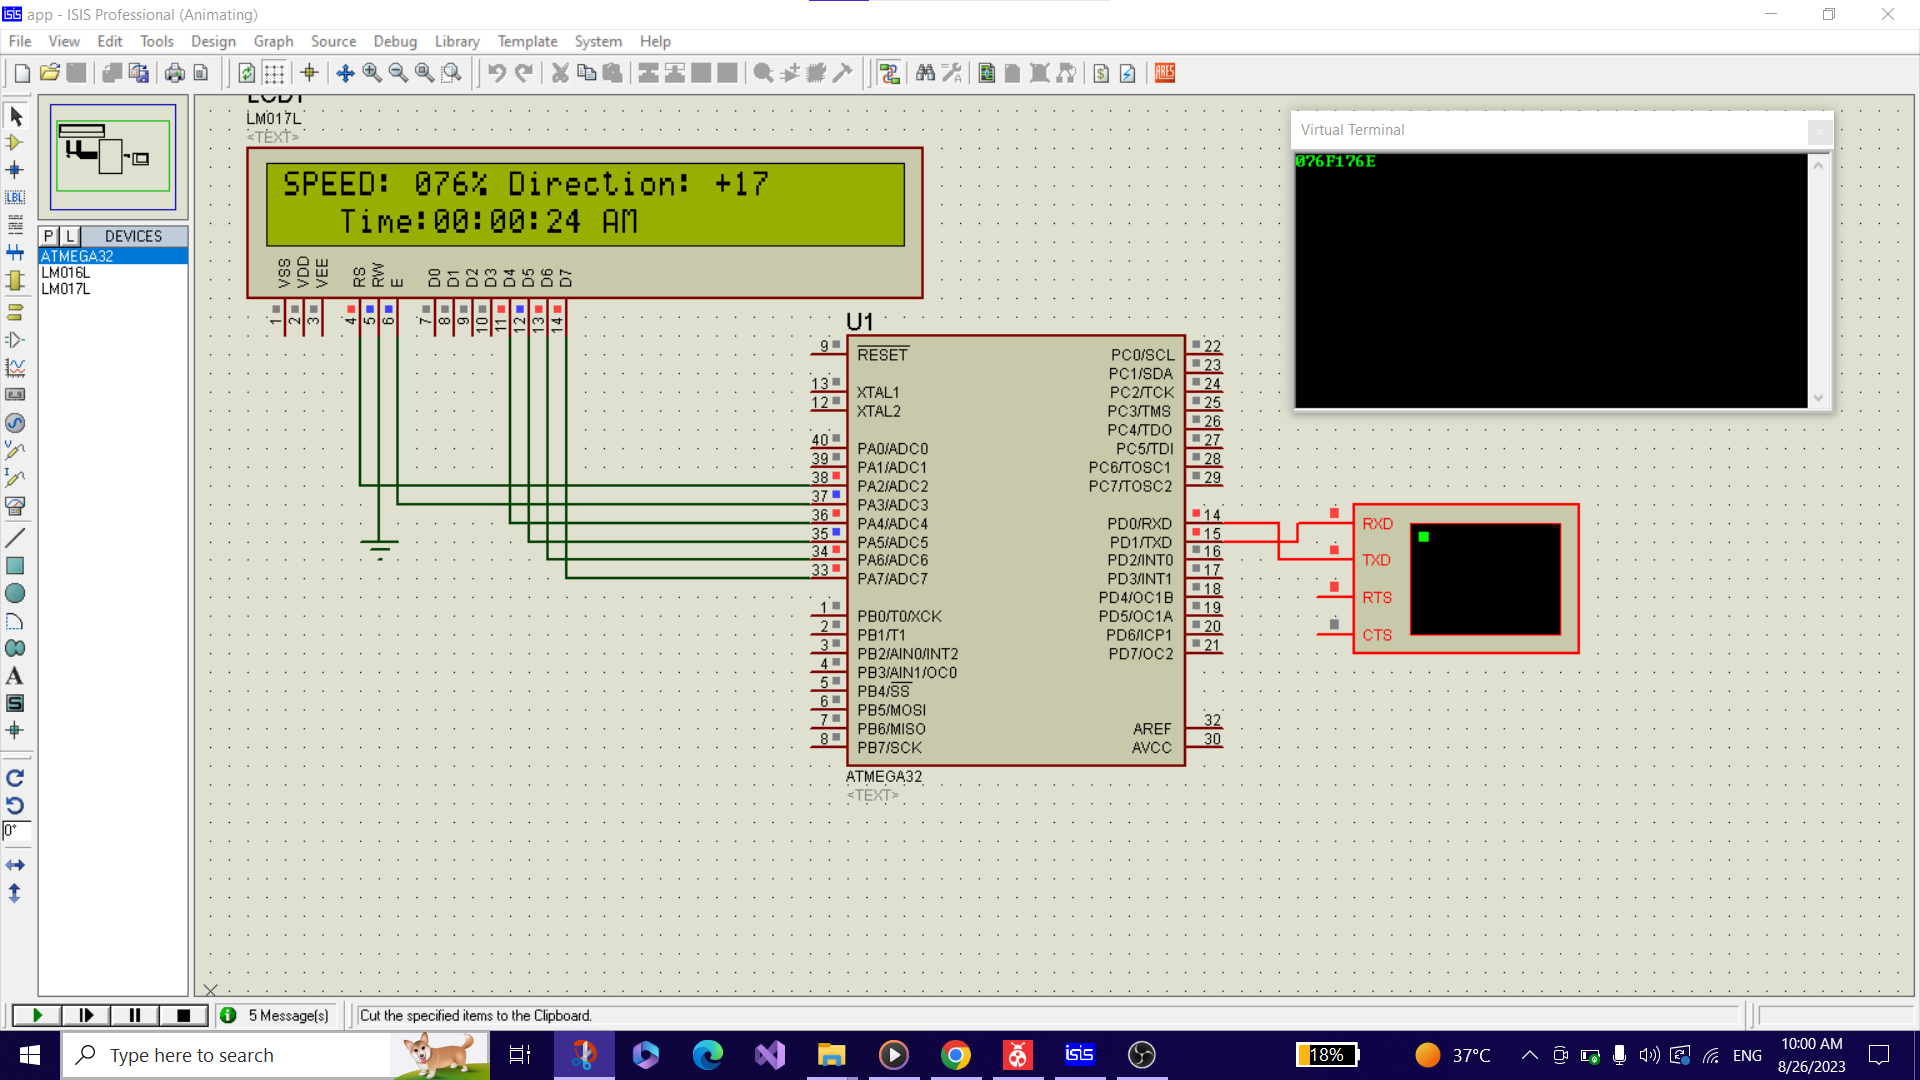 app - ISIS Professional (Animating)
File View Edit Tools Design Graph Source Debug Library Template System Help
ARES
LBL
P L DEVICES
ATMEGA32
LM016L
LM017L
0°
LCD1
LM017L
<TEXT>
SPEED: 076% Direction: +17
Time:00:00:24 AM
VSS VDD VEE RS RW E D0 D1 D2 D3 D4 D5 D6 D7
1 2 3 4 5 6 7 8 9 10 11 12 13 14
U1
9 RESET
13 XTAL1
12 XTAL2
40 PA0/ADC0
39 PA1/ADC1
38 PA2/ADC2
37 PA3/ADC3
36 PA4/ADC4
35 PA5/ADC5
34 PA6/ADC6
33 PA7/ADC7
1 PB0/T0/XCK
2 PB1/T1
3 PB2/AIN0/INT2
4 PB3/AIN1/OC0
5 PB4/SS
6 PB5/MOSI
7 PB6/MISO
8 PB7/SCK
PC0/SCL 22
PC1/SDA 23
PC2/TCK 24
PC3/TMS 25
PC4/TDO 26
PC5/TDI 27
PC6/TOSC1 28
PC7/TOSC2 29
PD0/RXD 14
PD1/TXD 15
PD2/INT0 16
PD3/INT1 17
PD4/OC1B 18
PD5/OC1A 19
PD6/ICP1 20
PD7/OC2 21
AREF 32
AVCC 30
ATMEGA32
<TEXT>
Virtual Terminal
076F176E
RXD
TXD
RTS
CTS
5 Message(s)
Cut the specified items to the Clipboard.
Type here to search
isis
18%
37°C
ENG
10:00 AM
8/26/2023